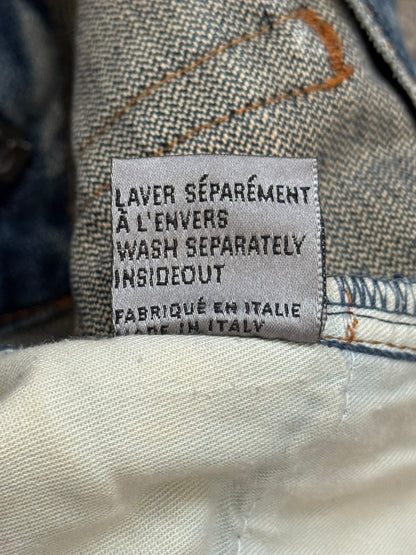 LAVER SÉPARÉMENT
À L'ENVERS
WASH SEPARATELY
INSIDEOUT
FABRIQUÉ EN ITALIE
MADE IN ITALY